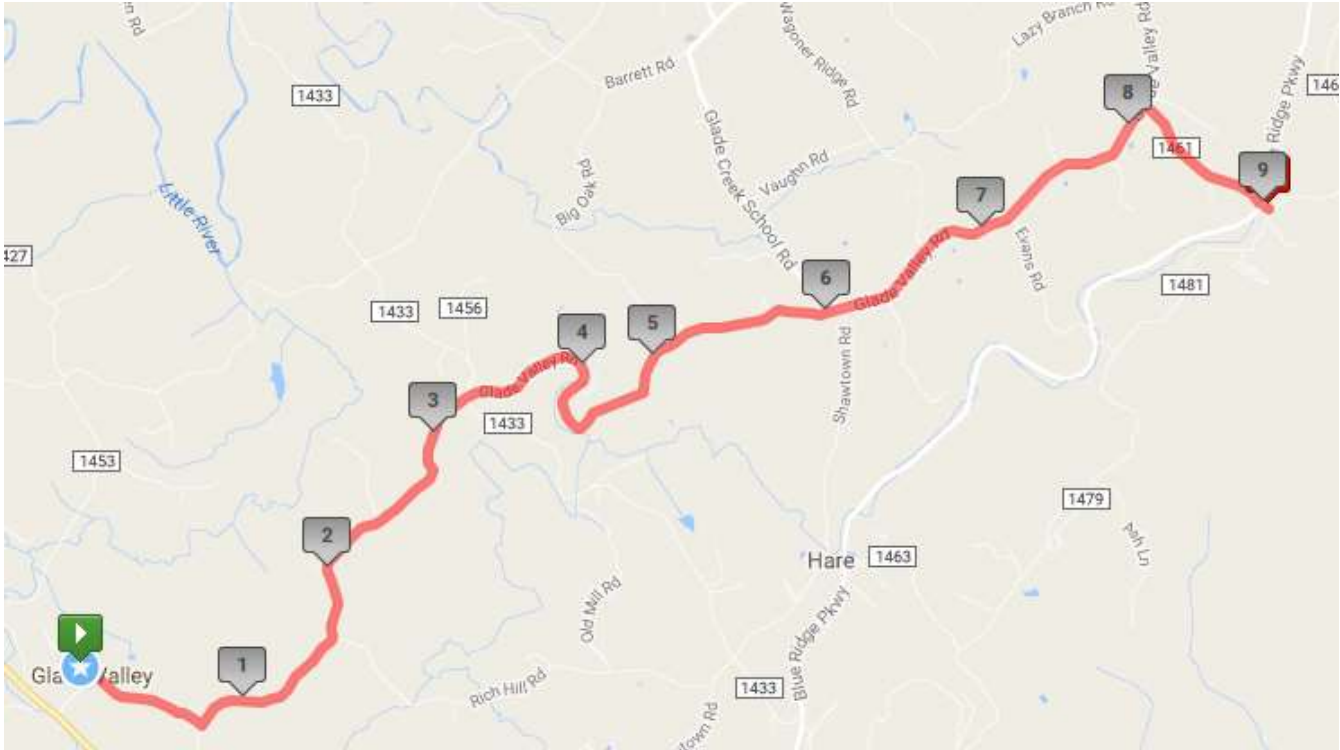 Rd
1433
Barrett Rd
Wagoner Ridge Rd
Lazy Branch Rd
Valley Rd
8
Ridge Pkwy
1461
9
Little River
Big Oak Rd
Glade Creek School Rd
Vaughn Rd
7
Evans Rd
1481
1433
1456
4
5
6
Glade Valley Rd
Glade Valley Rd
Shawtown Rd
3
1433
1453
2
1479
Ash Ln
Hare
1463
Old Mill Rd
Blue Ridge Pkwy
1
Rich Hill Rd
1433